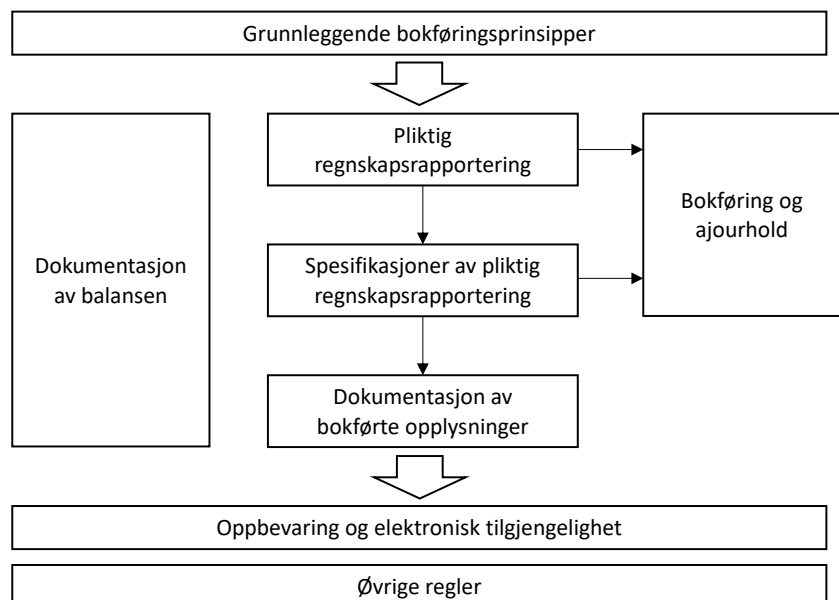 Grunnleggende bokføringsprinsipper
Pliktig
regnskapsrapportering
Bokføring og
ajourhold
Dokumentasjon
av balansen
Spesifikasjoner av pliktig
regnskapsrapportering
Dokumentasjon av
bokførte opplysninger
Oppbevaring og elektronisk tilgjengelighet
Øvrige regler